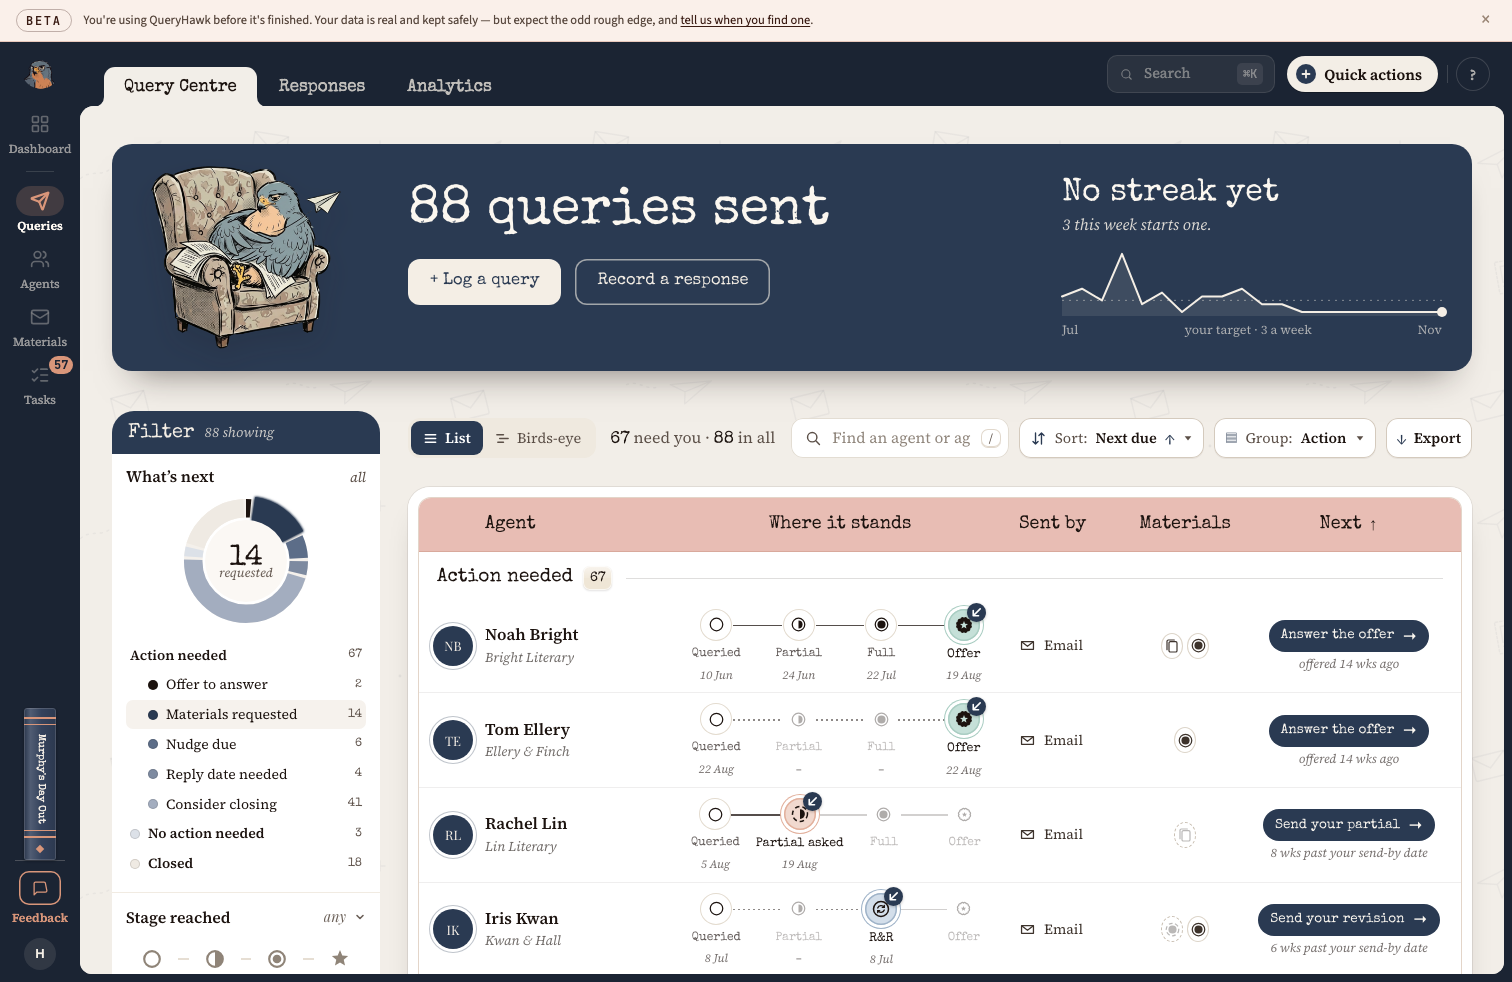 BETA You're using QueryHawk before it's finished. Your data is real and kept safely — but expect the odd rough edge, and tell us when you find one. ×
Query Centre Responses Analytics
Search ⌘K + Quick actions ?
Dashboard
Queries
Agents
Materials
57
Tasks
Murphy's Day Out
Feedback
H
88 queries sent
+ Log a query Record a response
No streak yet
3 this week starts one.
Jul your target · 3 a week Nov
Filter 88 showing
What's next all
14
requested
Action needed 67
Offer to answer 2
Materials requested 14
Nudge due 6
Reply date needed 4
Consider closing 41
No action needed 3
Closed 18
Stage reached any
List Birds-eye 67 need you · 88 in all Find an agent or ag / Sort: Next due ↑ Group: Action ↓ Export
Agent Where it stands Sent by Materials Next ↑
Action needed 67
NB Noah Bright
Bright Literary
Queried Partial Full Offer
10 Jun 24 Jun 22 Jul 19 Aug
Email
Answer the offer →
offered 14 wks ago
TE Tom Ellery
Ellery & Finch
Queried Partial Full Offer
22 Aug – – 22 Aug
Email
Answer the offer →
offered 14 wks ago
RL Rachel Lin
Lin Literary
Queried Partial asked Full Offer
5 Aug 19 Aug
Email
Send your partial →
8 wks past your send-by date
IK Iris Kwan
Kwan & Hall
Queried Partial R&R Offer
8 Jul – 8 Jul
Email
Send your revision →
6 wks past your send-by date